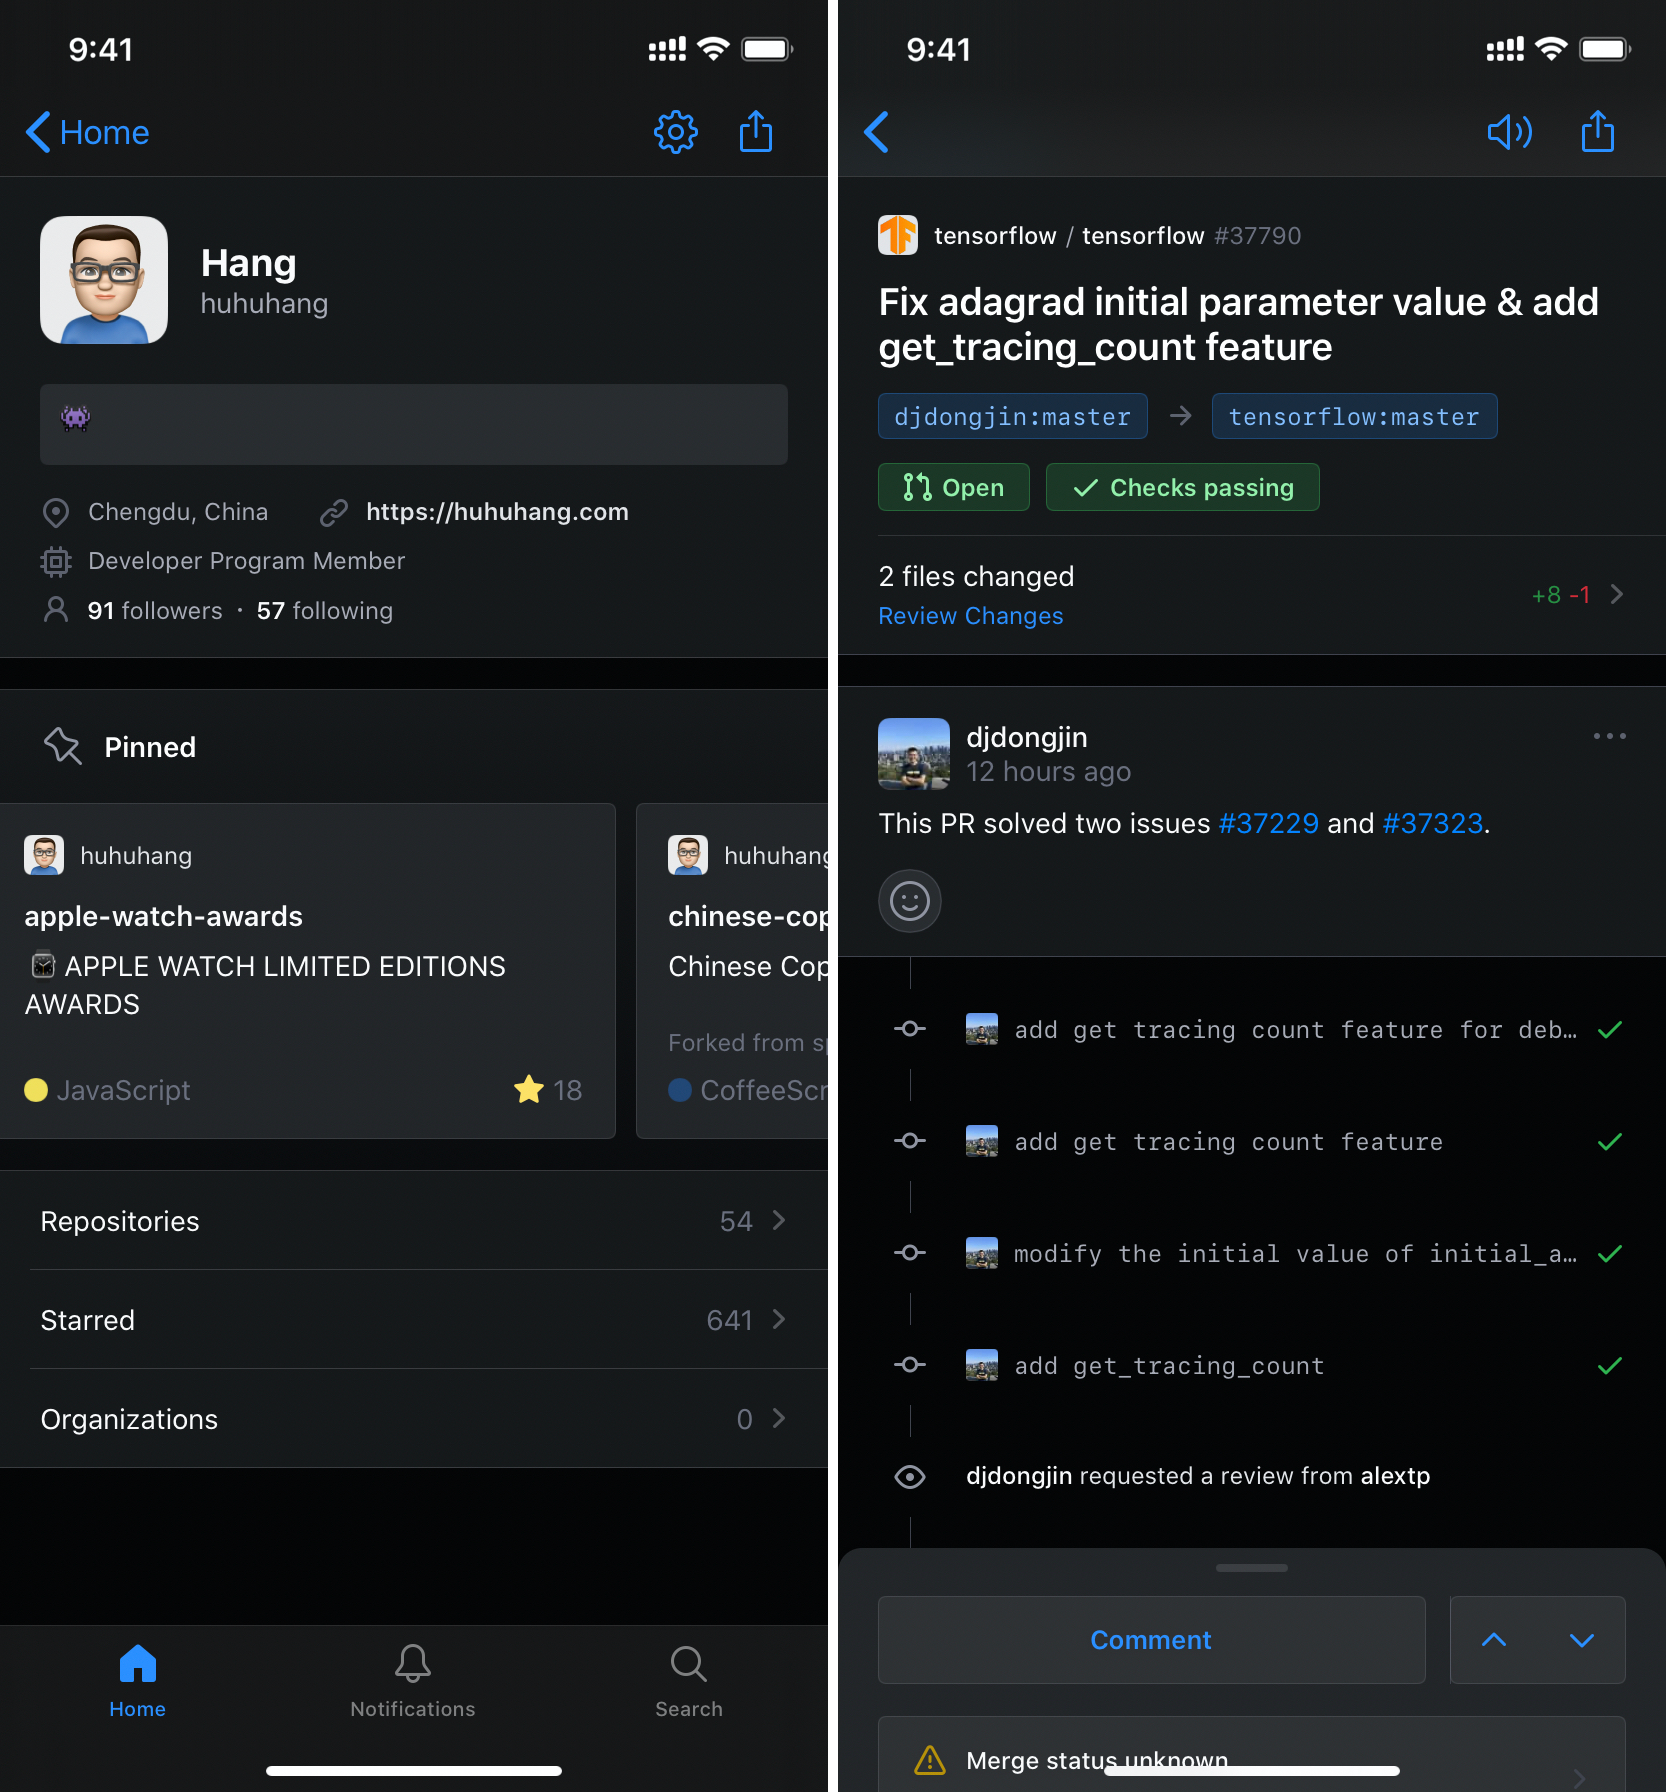 9:41
Home
Hang
huhuhang
Chengdu, China https://huhuhang.com
Developer Program Member
91 followers · 57 following
Pinned
huhuhang
apple-watch-awards
APPLE WATCH LIMITED EDITIONS
AWARDS
JavaScript 18
huhuhang
chinese-cop
Chinese Cop
Forked from sp
CoffeeScr
Repositories 54
Starred 641
Organizations 0
Home
Notifications
Search
9:41
tensorflow / tensorflow #37790
Fix adagrad initial parameter value & add
get_tracing_count feature
djdongjin:master → tensorflow:master
Open
Checks passing
2 files changed
+8 -1
Review Changes
djdongjin
12 hours ago
This PR solved two issues #37229 and #37323.
add get tracing count feature for deb…
add get tracing count feature
modify the initial value of initial_a…
add get_tracing_count
djdongjin requested a review from alextp
Comment
Merge status unknown